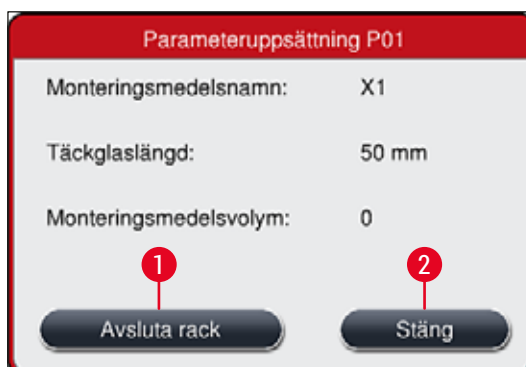 Parameteruppsättning P01
Monteringsmedelsnamn: X1
Täckglaslängd: 50 mm
Monteringsmedelsvolym: 0
1 2
Avsluta rack Stäng